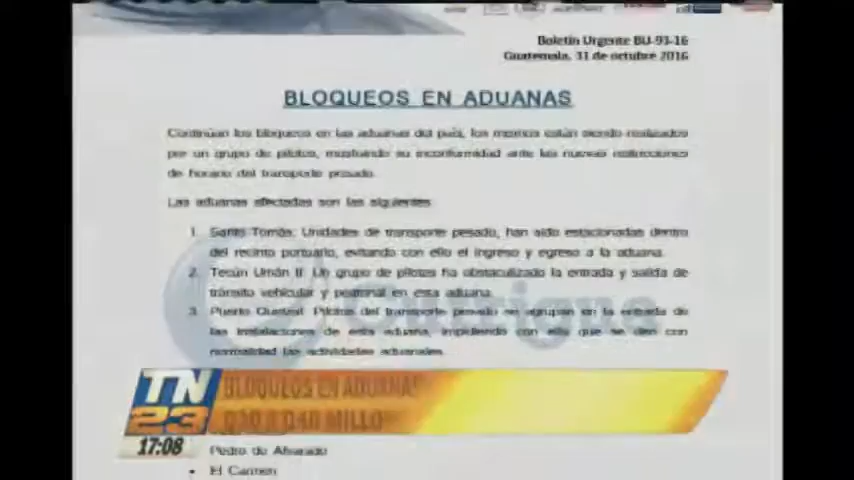 Boletín Urgente BU-93-16
Guatemala, 31 de octubre 2016
BLOQUEOS EN ADUANAS
Continúan los bloqueos en las aduanas del país, los mismos están siendo realizados
por un grupo de pilotos, mostrando su inconformidad ante las nuevas restricciones
de horario del transporte pesado.
Las aduanas afectadas son las siguientes
1. Santo Tomás: Unidades de transporte pesado, han sido estacionadas dentro
del recinto portuario, evitando con ello el ingreso y egreso a la aduana.
2. Tecún Umán II: Un grupo de pilotos ha obstaculizado la entrada y salida de
tránsito vehicular y peatonal en esta aduana.
3. Puerto Quetzal: Pilotos del transporte pesado se agrupan en la entrada de
las instalaciones de esta aduana, impidiendo con ello que se den con
normalidad las actividades aduanales.
TN
23
BLOQUEOS EN ADUANAS
17:08
Pedro de Alvarado
• El Carmen